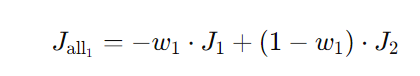 J_{all_1} = -w_1 · J_1 + (1 - w_1) · J_2